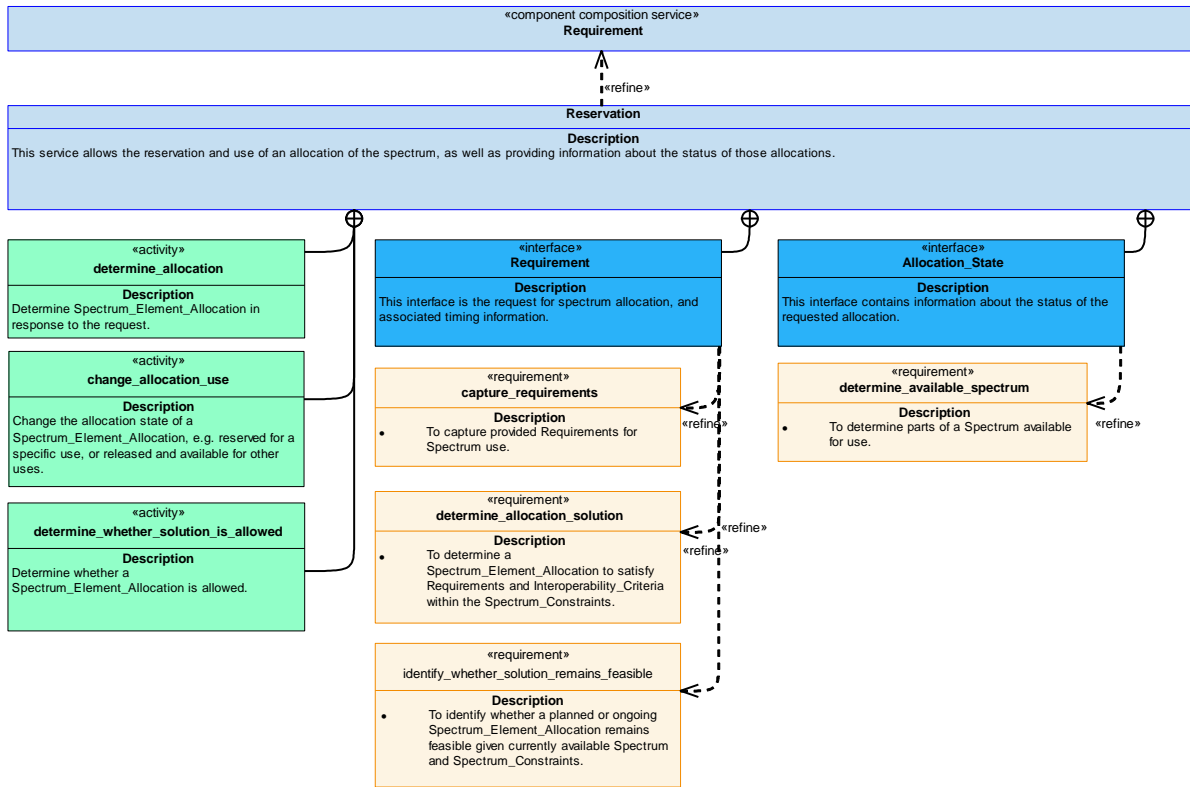 «component composition service»
Requirement
«refine»
Reservation
Description
This service allows the reservation and use of an allocation of the spectrum, as well as providing information about the status of those allocations.
«activity»
determine_allocation
Description
Determine Spectrum_Element_Allocation in
response to the request.
«activity»
change_allocation_use
Description
Change the allocation state of a
Spectrum_Element_Allocation, e.g. reserved for a
specific use, or released and available for other
uses.
«activity»
determine_whether_solution_is_allowed
Description
Determine whether a
Spectrum_Element_Allocation is allowed.
«interface»
Requirement
Description
This interface is the request for spectrum allocation, and
associated timing information.
«requirement»
capture_requirements
Description
• To capture provided Requirements for
Spectrum use.
«refine»
«requirement»
determine_allocation_solution
Description
• To determine a
Spectrum_Element_Allocation to satisfy
Requirements and Interoperability_Criteria
within the Spectrum_Constraints.
«refine»
«refine»
«requirement»
identify_whether_solution_remains_feasible
Description
• To identify whether a planned or ongoing
Spectrum_Element_Allocation remains
feasible given currently available Spectrum
and Spectrum_Constraints.
«interface»
Allocation_State
Description
This interface contains information about the status of the
requested allocation.
«requirement»
determine_available_spectrum
Description
• To determine parts of a Spectrum available
for use.
«refine»